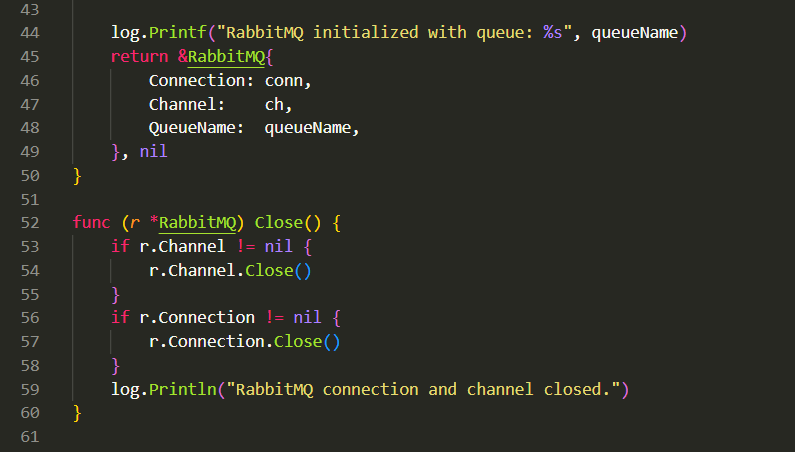 43
44     log.Printf("RabbitMQ initialized with queue: %s", queueName)
45     return &RabbitMQ{
46         Connection: conn,
47         Channel:    ch,
48         QueueName:  queueName,
49     }, nil
50 }
51
52 func (r *RabbitMQ) Close() {
53     if r.Channel != nil {
54         r.Channel.Close()
55     }
56     if r.Connection != nil {
57         r.Connection.Close()
58     }
59     log.Println("RabbitMQ connection and channel closed.")
60 }
61